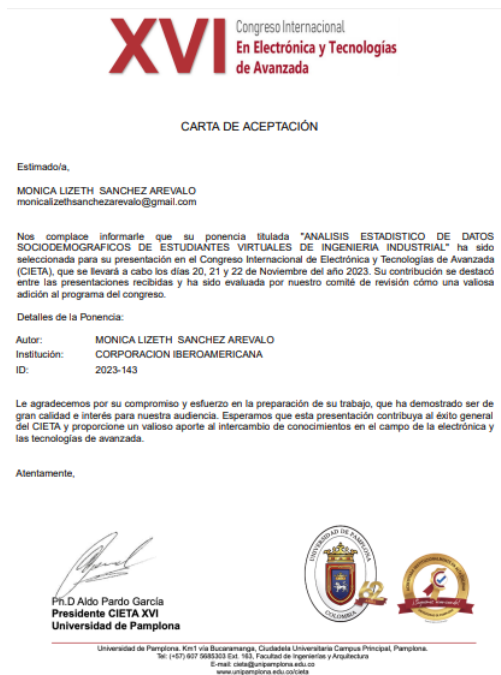 XVI
Congreso Internacional
En Electrónica y Tecnologías
de Avanzada
CARTA DE ACEPTACIÓN
Estimado/a,
MONICA LIZETH SANCHEZ AREVALO
monicalizethsanchezarevalo@gmail.com
Nos complace informarle que su ponencia titulada "ANALISIS ESTADISTICO DE DATOS
SOCIODEMOGRAFICOS DE ESTUDIANTES VIRTUALES DE INGENIERIA INDUSTRIAL" ha sido
seleccionada para su presentación en el Congreso Internacional de Electrónica y Tecnologías de Avanzada
(CIETA), que se llevará a cabo los días 20, 21 y 22 de Noviembre del año 2023. Su contribución se destacó
entre las presentaciones recibidas y ha sido evaluada por nuestro comité de revisión cómo una valiosa
adición al programa del congreso.
Detalles de la Ponencia:
Autor: MONICA LIZETH SANCHEZ AREVALO
Institución: CORPORACION IBEROAMERICANA
ID: 2023-143
Le agradecemos por su compromiso y esfuerzo en la preparación de su trabajo, que ha demostrado ser de
gran calidad e interés para nuestra audiencia. Esperamos que esta presentación contribuya al éxito general
del CIETA y proporcione un valioso aporte al intercambio de conocimientos en el campo de la electrónica y
las tecnologías de avanzada.
Atentamente,
Ph.D Aldo Pardo García
Presidente CIETA XVI
Universidad de Pamplona
UNIVERSIDAD DE PAMPLONA
COLOMBIA
62
Universidad de Pamplona. Km1 vía Bucaramanga, Ciudadela Universitaria Campus Principal, Pamplona.
Tel: (+57) 607 5685303 Ext. 163, Facultad de Ingenierías y Arquitectura
E-mail: cieta@unipamplona.edu.co
www.unipamplona.edu.co/cieta